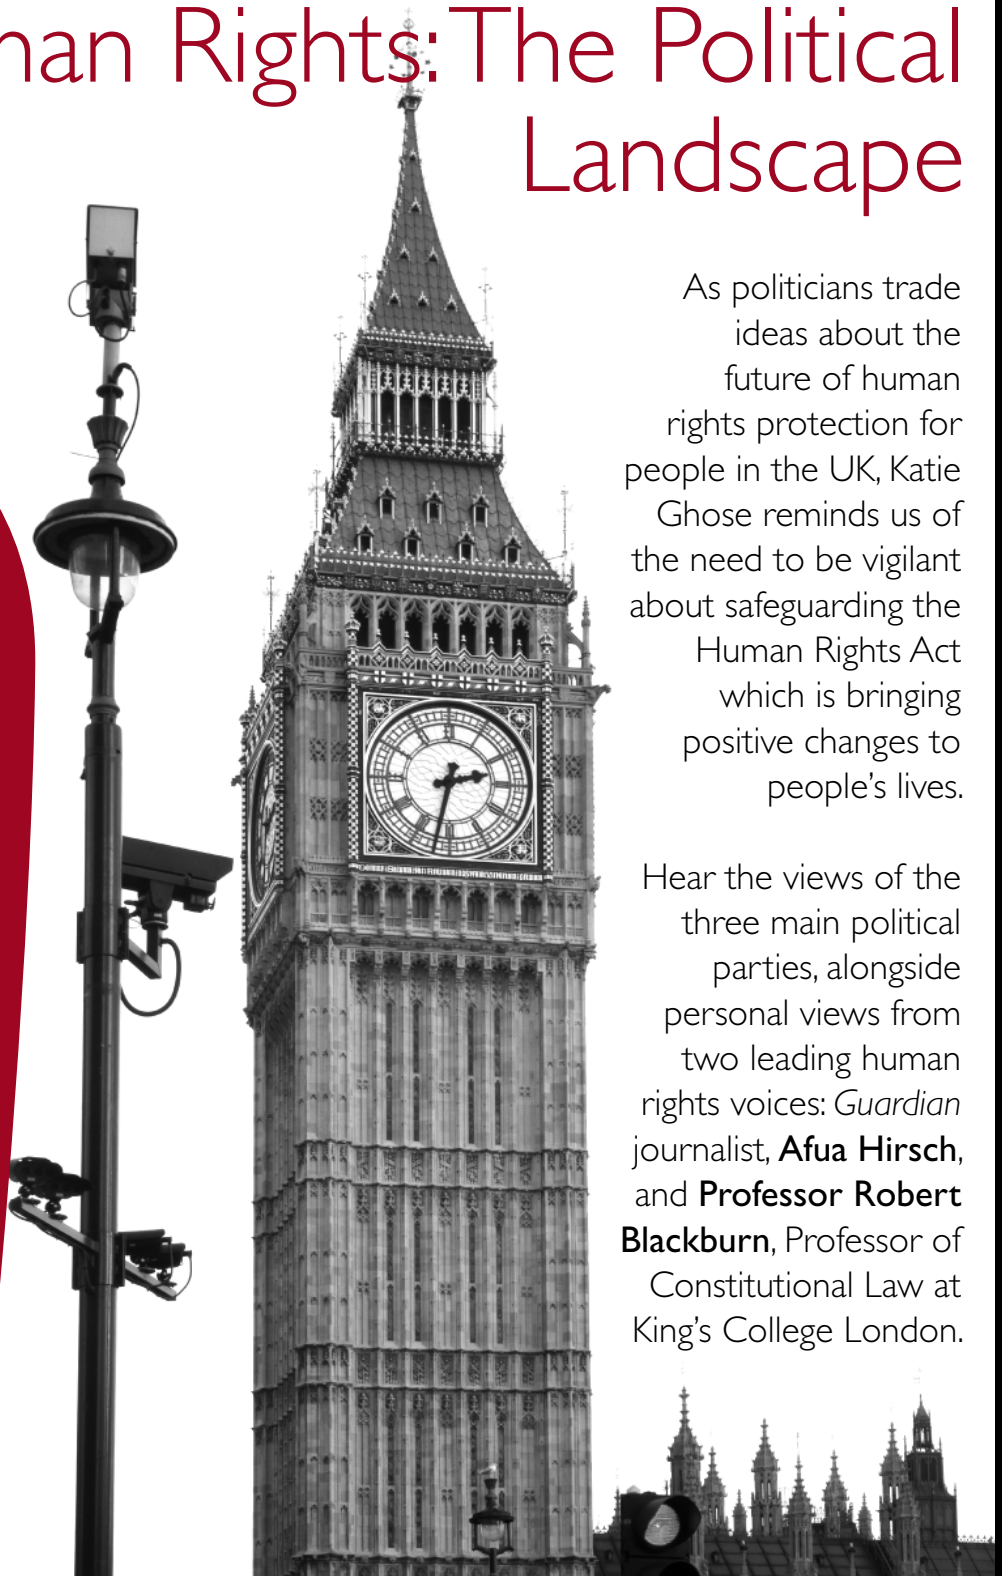 man Rights: The Political
Landscape
As politicians trade
ideas about the
future of human
rights protection for
people in the UK, Katie
Ghose reminds us of
the need to be vigilant
about safeguarding the
Human Rights Act
which is bringing
positive changes to
people's lives.
Hear the views of the
three main political
parties, alongside
personal views from
two leading human
rights voices: Guardian
journalist, Afua Hirsch,
and Professor Robert
Blackburn, Professor of
Constitutional Law at
King's College London.